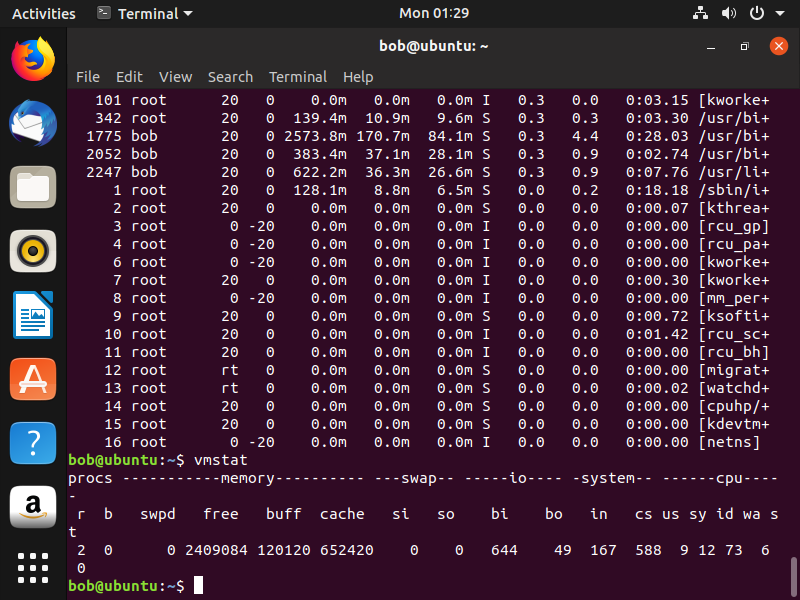 Activities Terminal Mon 01:29
bob@ubuntu: ~
File Edit View Search Terminal Help
101 root 20 0 0.0m 0.0m 0.0m I 0.3 0.0 0:03.15 [kworke+
342 root 20 0 139.4m 10.9m 9.6m S 0.3 0.3 0:03.30 /usr/bi+
1775 bob 20 0 2573.8m 170.7m 84.1m S 0.3 4.4 0:28.03 /usr/bi+
2052 bob 20 0 383.4m 37.1m 28.1m S 0.3 0.9 0:02.74 /usr/bi+
2247 bob 20 0 622.2m 36.3m 26.6m S 0.3 0.9 0:07.76 /usr/li+
1 root 20 0 128.1m 8.8m 6.5m S 0.0 0.2 0:18.18 /sbin/i+
2 root 20 0 0.0m 0.0m 0.0m S 0.0 0.0 0:00.07 [kthrea+
3 root 0 -20 0.0m 0.0m 0.0m I 0.0 0.0 0:00.00 [rcu_gp]
4 root 0 -20 0.0m 0.0m 0.0m I 0.0 0.0 0:00.00 [rcu_pa+
6 root 0 -20 0.0m 0.0m 0.0m I 0.0 0.0 0:00.00 [kworke+
7 root 20 0 0.0m 0.0m 0.0m I 0.0 0.0 0:00.30 [kworke+
8 root 0 -20 0.0m 0.0m 0.0m I 0.0 0.0 0:00.00 [mm_per+
9 root 20 0 0.0m 0.0m 0.0m S 0.0 0.0 0:00.72 [ksofti+
10 root 20 0 0.0m 0.0m 0.0m I 0.0 0.0 0:01.42 [rcu_sc+
11 root 20 0 0.0m 0.0m 0.0m I 0.0 0.0 0:00.00 [rcu_bh]
12 root rt 0 0.0m 0.0m 0.0m S 0.0 0.0 0:00.00 [migrat+
13 root rt 0 0.0m 0.0m 0.0m S 0.0 0.0 0:00.02 [watchd+
14 root 20 0 0.0m 0.0m 0.0m S 0.0 0.0 0:00.00 [cpuhp/+
15 root 20 0 0.0m 0.0m 0.0m S 0.0 0.0 0:00.00 [kdevtm+
16 root 0 -20 0.0m 0.0m 0.0m I 0.0 0.0 0:00.00 [netns]
bob@ubuntu:~$ vmstat
procs -----------memory---------- ---swap-- -----io---- -system-- ------cpu----
-
r b swpd free buff cache si so bi bo in cs us sy id wa s
t
2 0 0 2409084 120120 652420 0 0 644 49 167 588 9 12 73 6
0
bob@ubuntu:~$